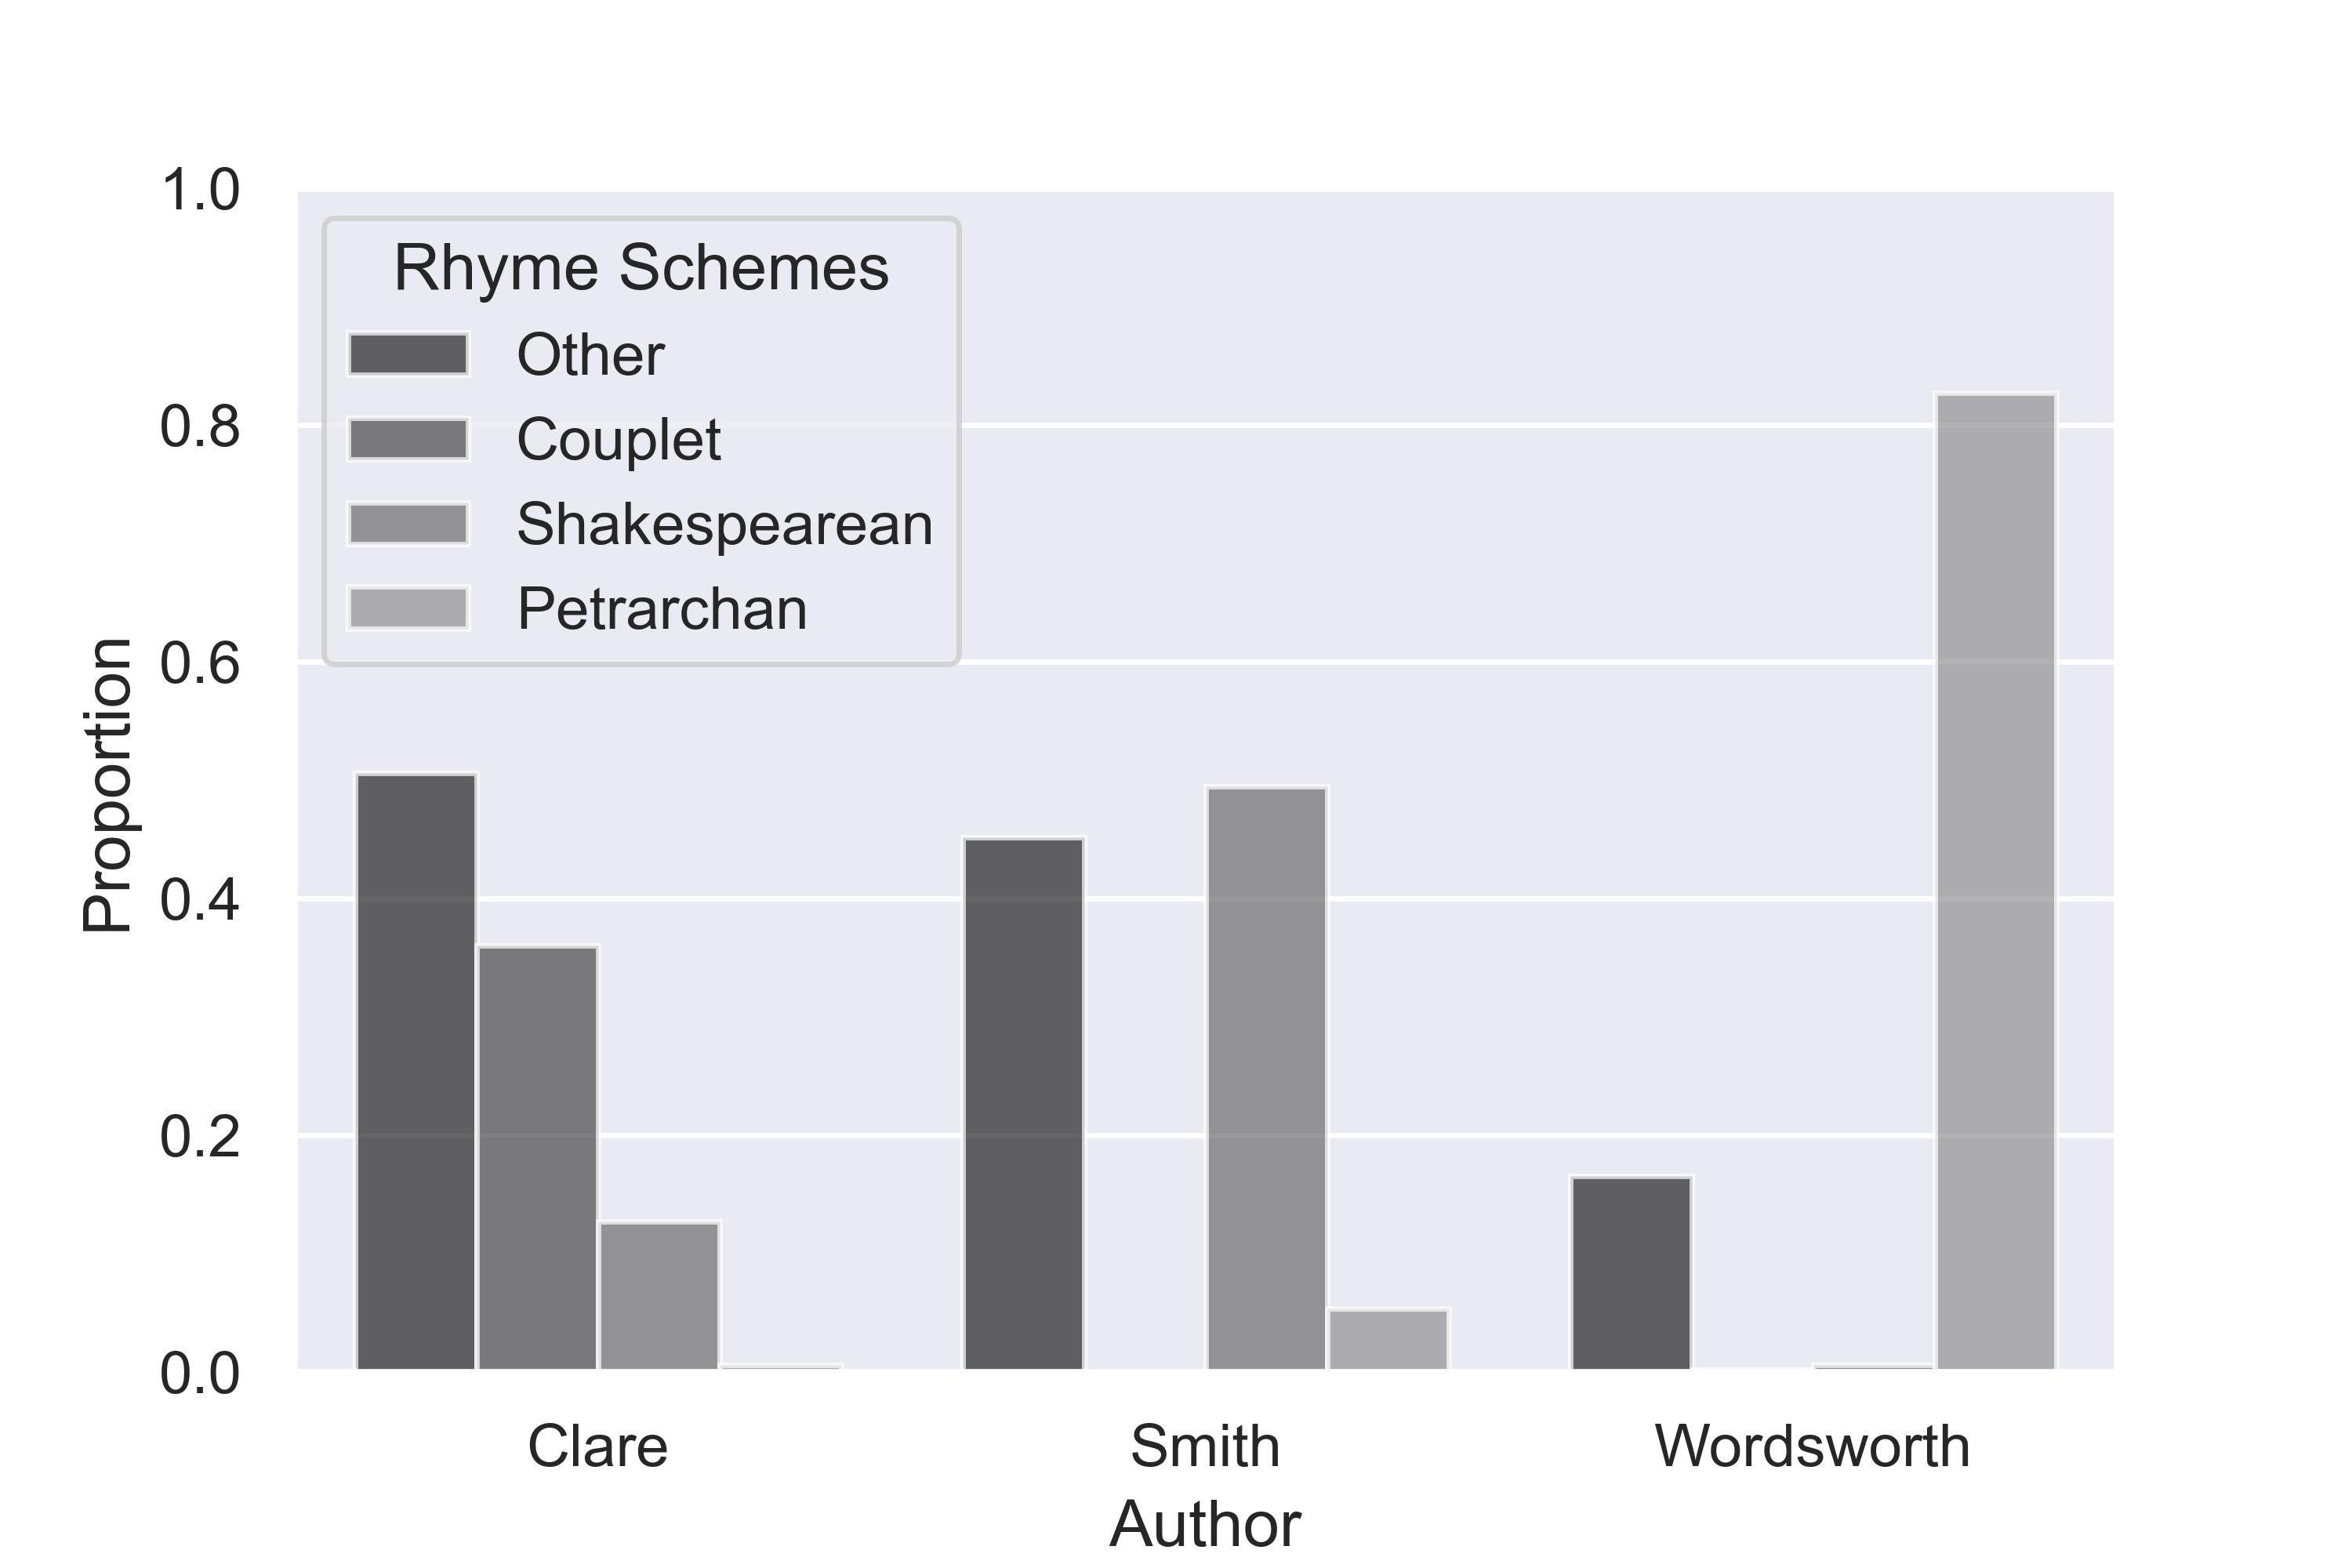 1.0
Rhyme Schemes
Other
0.8
Couplet
Shakespearean
Petrarchan
0.6
Proportion
0.4
0.2
0.0
Clare Smith Wordsworth
Author